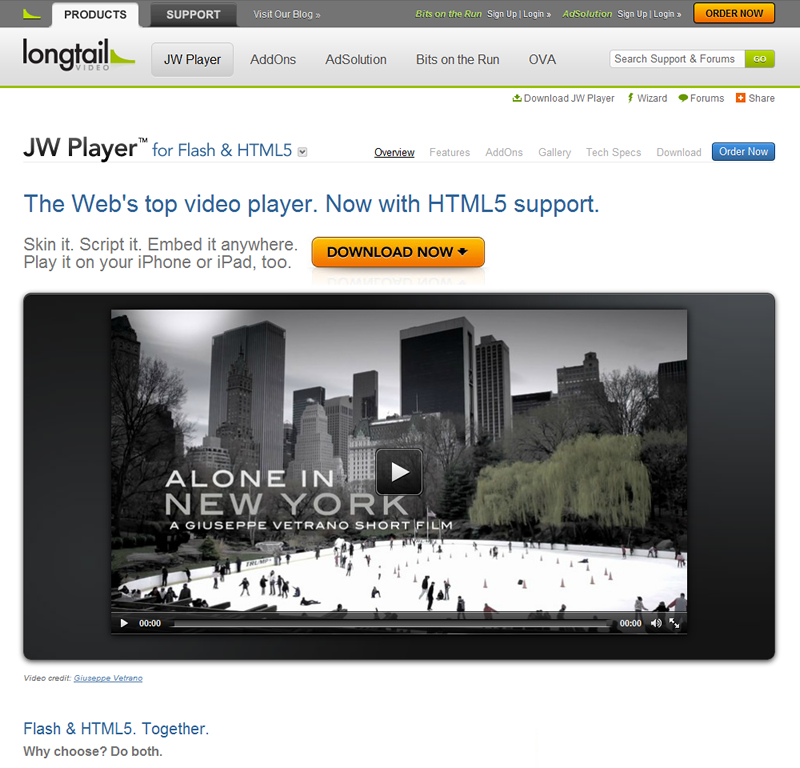 PRODUCTS SUPPORT Visit Our Blog » Bits on the Run Sign Up | Login » AdSolution Sign Up | Login » ORDER NOW
longtail VIDEO JW Player AddOns AdSolution Bits on the Run OVA Search Support & Forums GO
Download JW Player Wizard Forums Share
JW Player™ for Flash & HTML5 Overview Features AddOns Gallery Tech Specs Download Order Now
The Web's top video player. Now with HTML5 support.
Skin it. Script it. Embed it anywhere.
Play it on your iPhone or iPad, too.
DOWNLOAD NOW
ALONE IN
NEW YORK
A GIUSEPPE VETRANO SHORT FILM
TRUMP
00:00 00:00
Video credit: Giuseppe Vetrano
Flash & HTML5. Together.
Why choose? Do both.